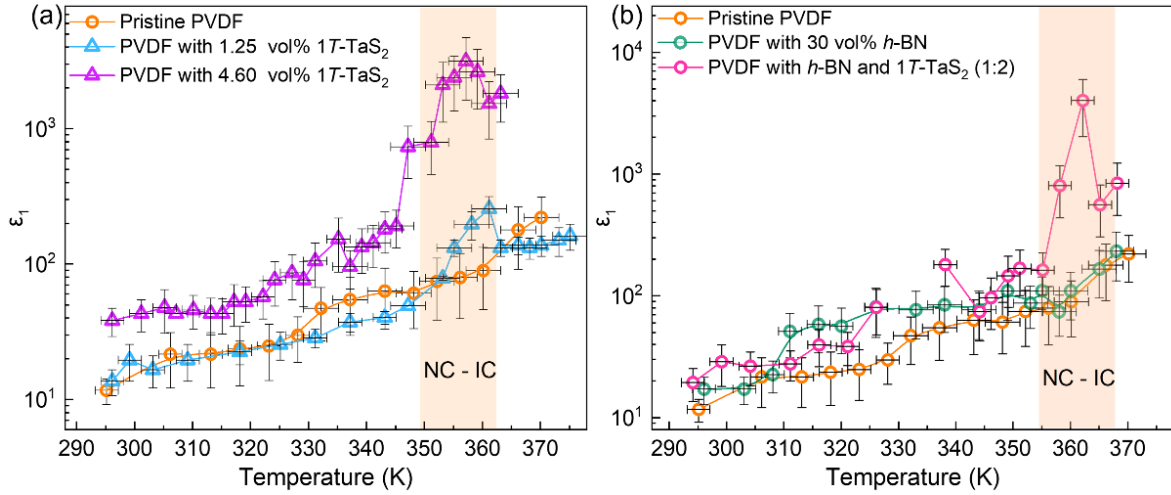 (a)
Pristine PVDF
PVDF with 1.25 vol% 1T-TaS₂
PVDF with 4.60 vol% 1T-TaS₂
10³
10²
10¹
ε₁
NC - IC
290 300 310 320 330 340 350 360 370
Temperature (K)
(b)
Pristine PVDF
PVDF with 30 vol% h-BN
PVDF with h-BN and 1T-TaS₂ (1:2)
10⁴
10³
10²
10¹
ε₁
NC - IC
290 300 310 320 330 340 350 360 370
Temperature (K)